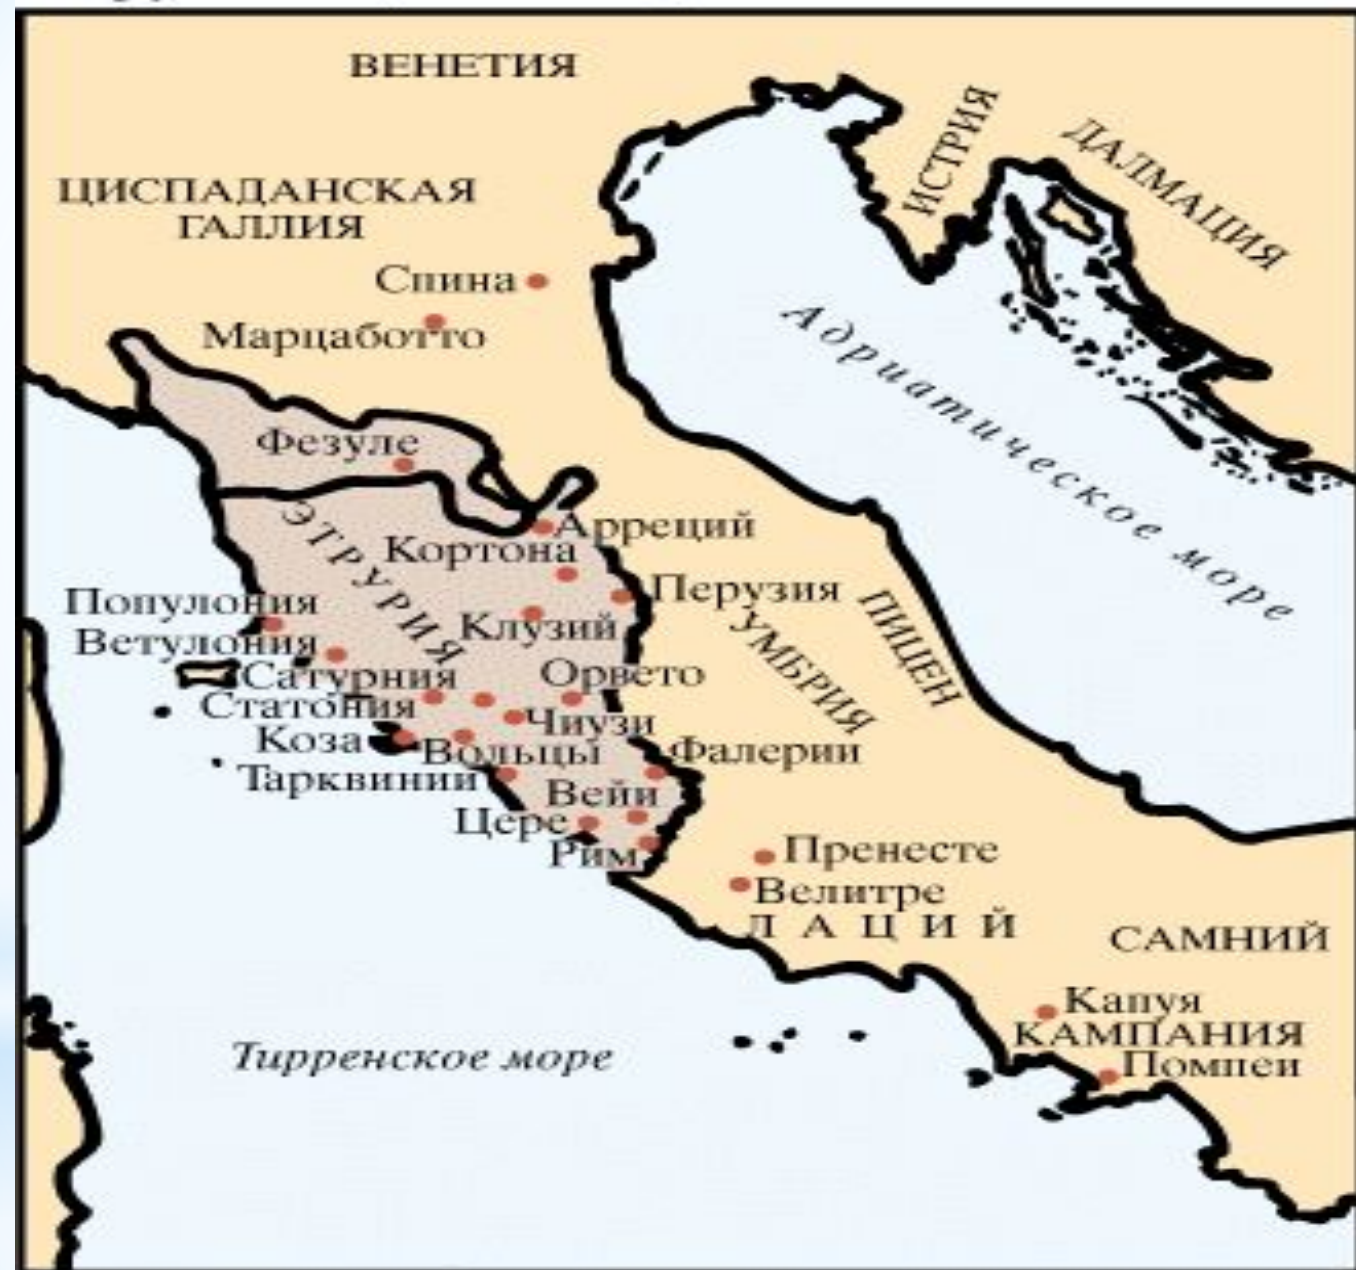 ВЕНЕТИЯ
ИСТРИЯ
ДАЛМАЦИЯ
ЦИСПАДАНСКАЯ
ГАЛЛИЯ
Спина
Марцаботто
Адриатическое море
Фезуле
ЭТРУРИЯ
Арреций
Кортона
Перузия
Популония
Клузий
УМБРИЯ
ПИЦЕН
Ветулония
Сатурния
Орвето
Статония
Чиузи
Коза
Вольцы
Фалерии
Тарквинии
Вейи
Цере
Рим
Пренесте
Велитре
ЛАЦИЙ
САМНИЙ
Капуя
КАМПАНИЯ
Помпеи
Тирренское море